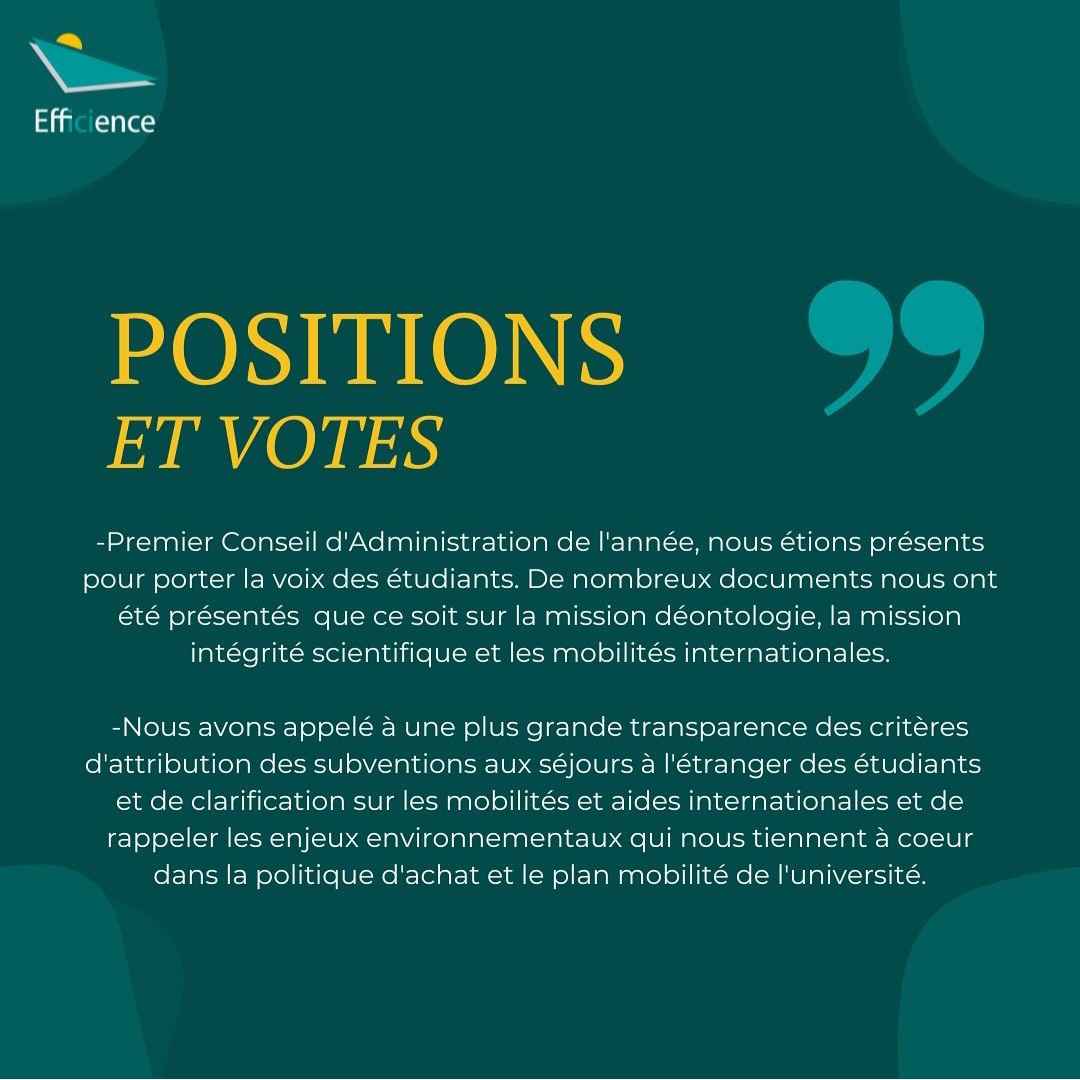 Efficience
POSITIONS
ET VOTES
-Premier Conseil d'Administration de l'année, nous étions présents
pour porter la voix des étudiants. De nombreux documents nous ont
été présentés  que ce soit sur la mission déontologie, la mission
intégrité scientifique et les mobilités internationales.
-Nous avons appelé à une plus grande transparence des critères
d'attribution des subventions aux séjours à l'étranger des étudiants
et de clarification sur les mobilités et aides internationales et de
rappeler les enjeux environnementaux qui nous tiennent à coeur
dans la politique d'achat et le plan mobilité de l'université.